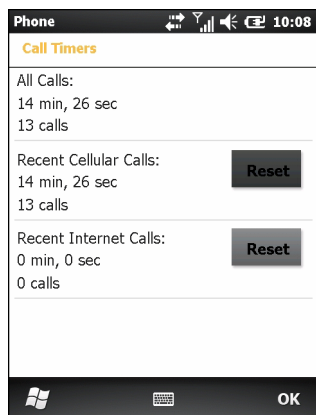 Phone 10:08
Call Timers
All Calls:
14 min, 26 sec
13 calls
Recent Cellular Calls:
14 min, 26 sec
13 calls
Reset
Recent Internet Calls:
0 min, 0 sec
0 calls
Reset
OK